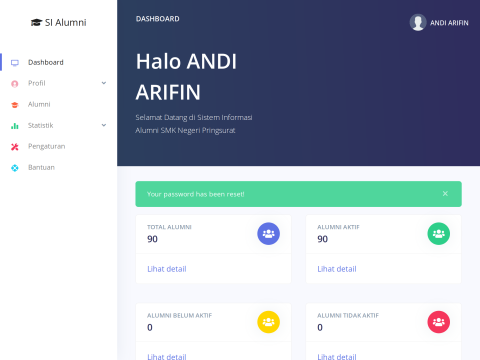 SI Alumni
Dashboard
Profil
Alumni
Statistik
Pengaturan
Bantuan
DASHBOARD
ANDI ARIFIN
Halo ANDI
ARIFIN
Selamat Datang di Sistem Informasi
Alumni SMK Negeri Pringsurat
Your password has been reset!
×
TOTAL ALUMNI
90
Lihat detail
ALUMNI AKTIF
90
Lihat detail
ALUMNI BELUM AKTIF
0
Lihat detail
ALUMNI TIDAK AKTIF
0
Lihat detail